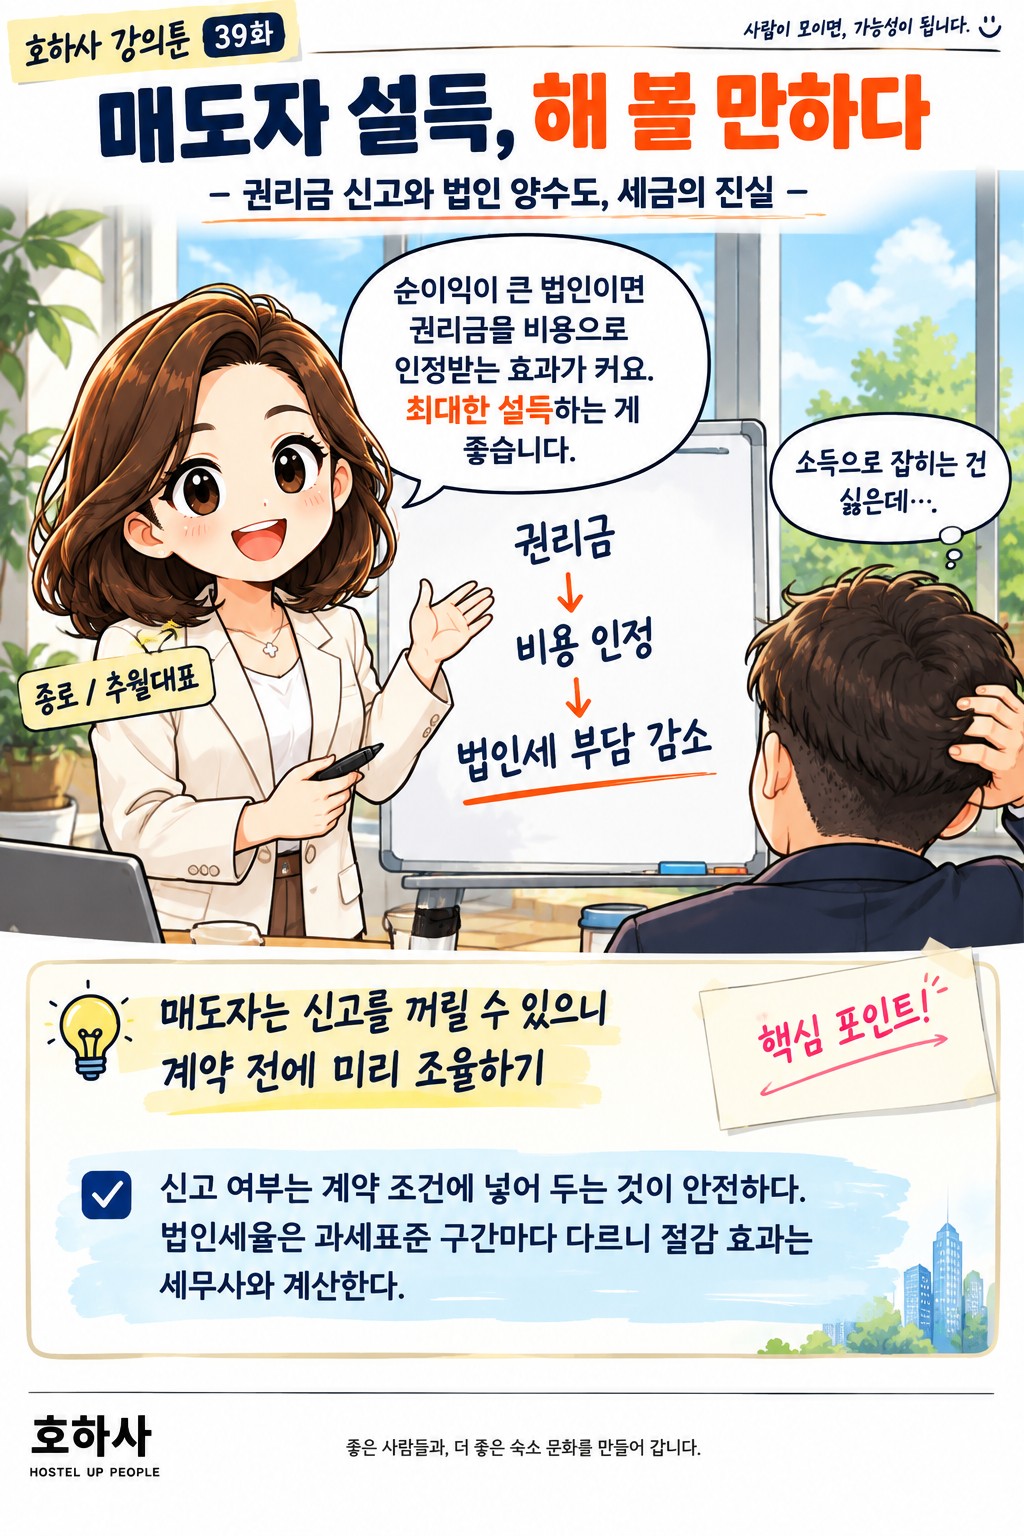 호하사 강의툰 39화
사람이 모이면, 가능성이 됩니다.
매도자 설득, 해 볼 만하다
– 권리금 신고와 법인 양수도, 세금의 진실 –
순이익이 큰 법인이면
권리금을 비용으로
인정받는 효과가 커요.
최대한 설득하는 게
좋습니다.
소득으로 잡히는 건
싫은데….
권리금
↓
비용 인정
↓
법인세 부담 감소
종로 / 추월대표
매도자는 신고를 꺼릴 수 있으니
계약 전에 미리 조율하기
핵심 포인트!
신고 여부는 계약 조건에 넣어 두는 것이 안전하다.
법인세율은 과세표준 구간마다 다르니 절감 효과는
세무사와 계산한다.
호하사
HOSTEL UP PEOPLE
좋은 사람들과, 더 좋은 숙소 문화를 만들어 갑니다.